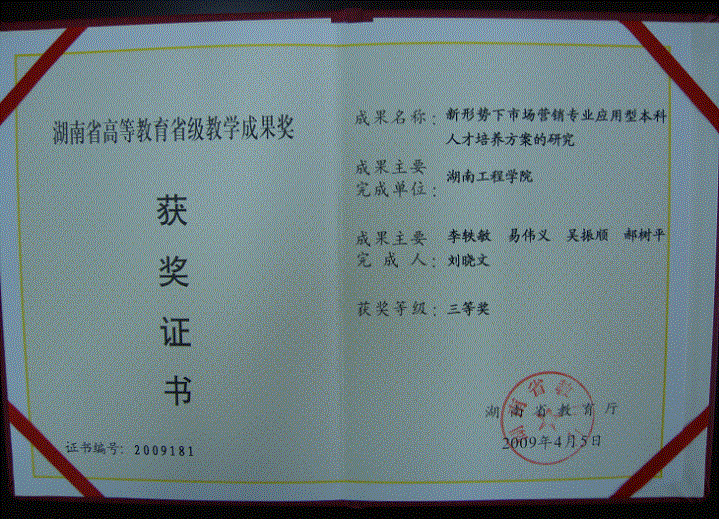 湖南省高等教育省级教学成果奖
获
奖
证
书
证书编号：2009181
成果名称：新形势下市场营销专业应用型本科
人才培养方案的研究
成果主要
完成单位：湖南工程学院
成果主要
完成人：李轶敏 易伟义 吴振顺 郝树平
刘晓文
获奖等级：三等奖
湖南省教育厅
2009年4月5日